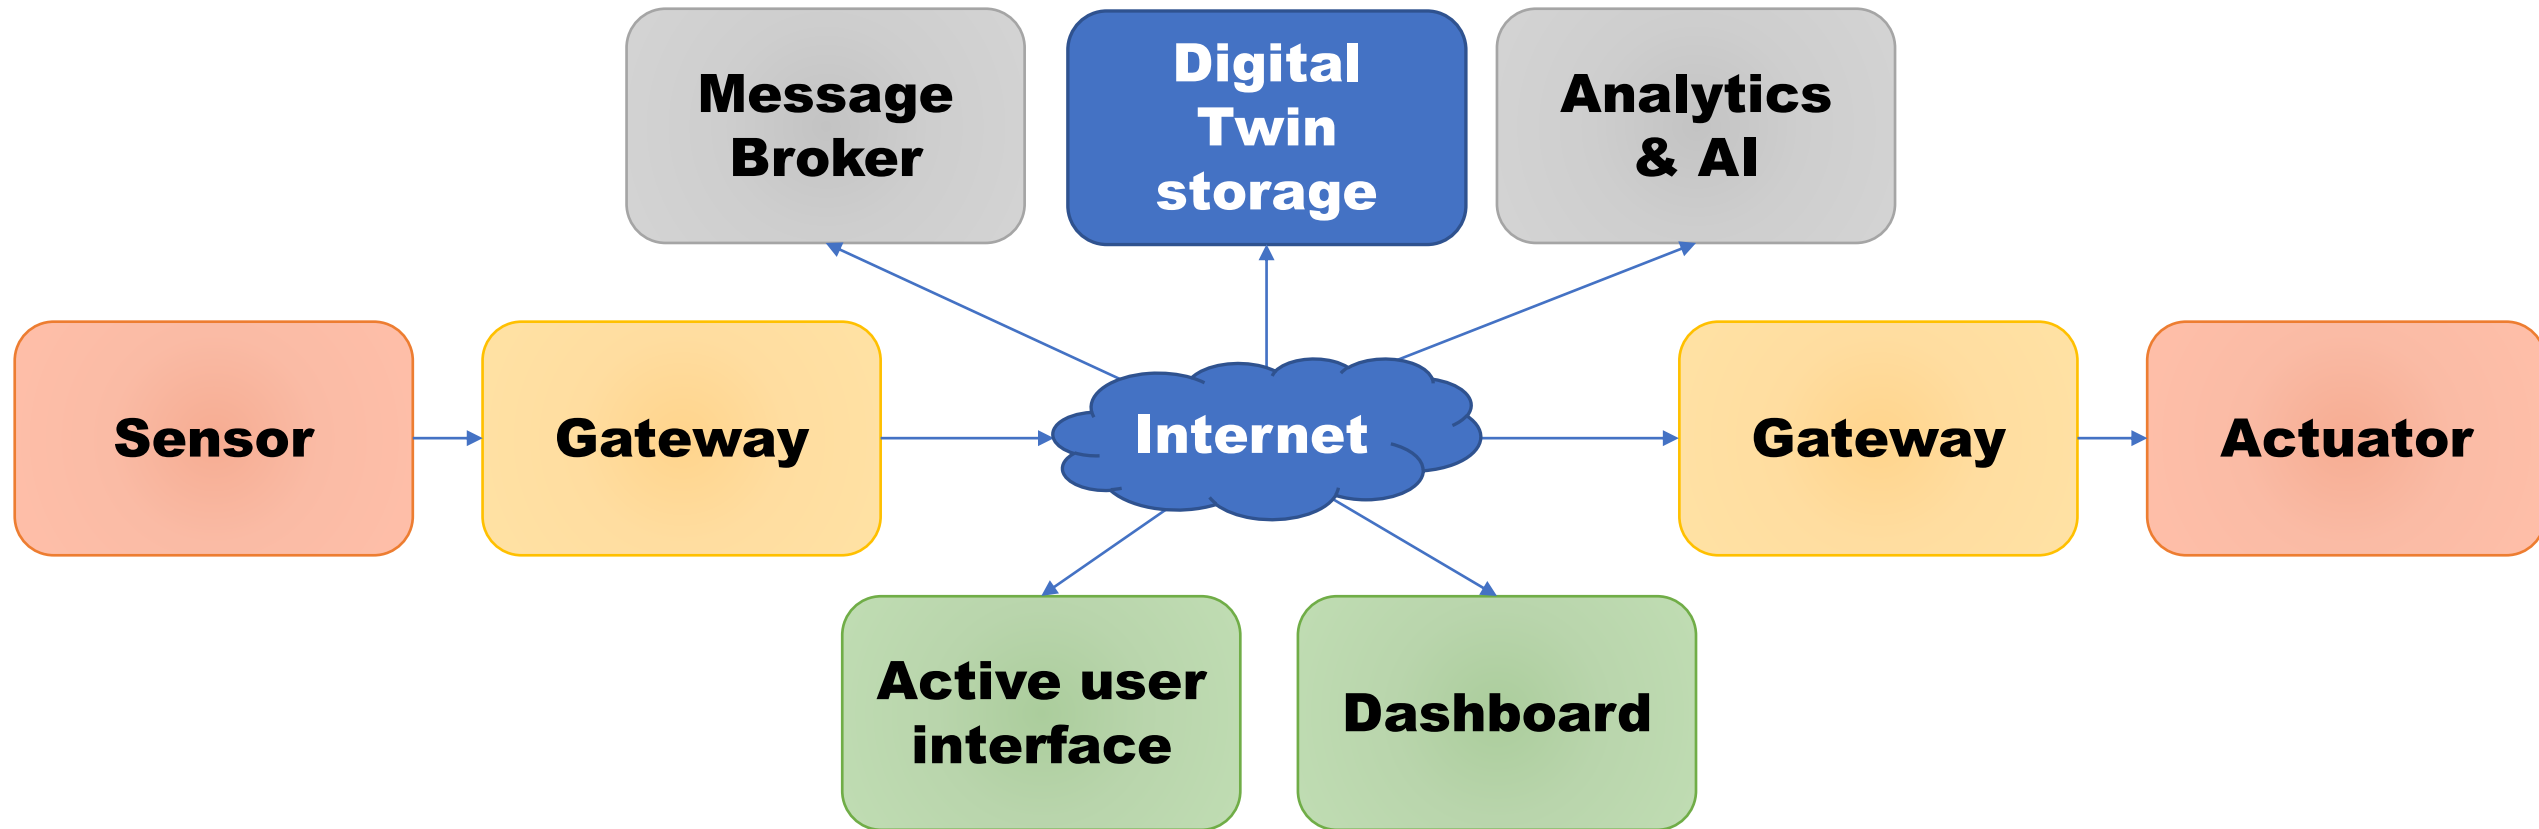 Message
Broker
Digital
Twin
storage
Analytics
& AI
Sensor
Gateway
Internet
Gateway
Actuator
Active user
interface
Dashboard